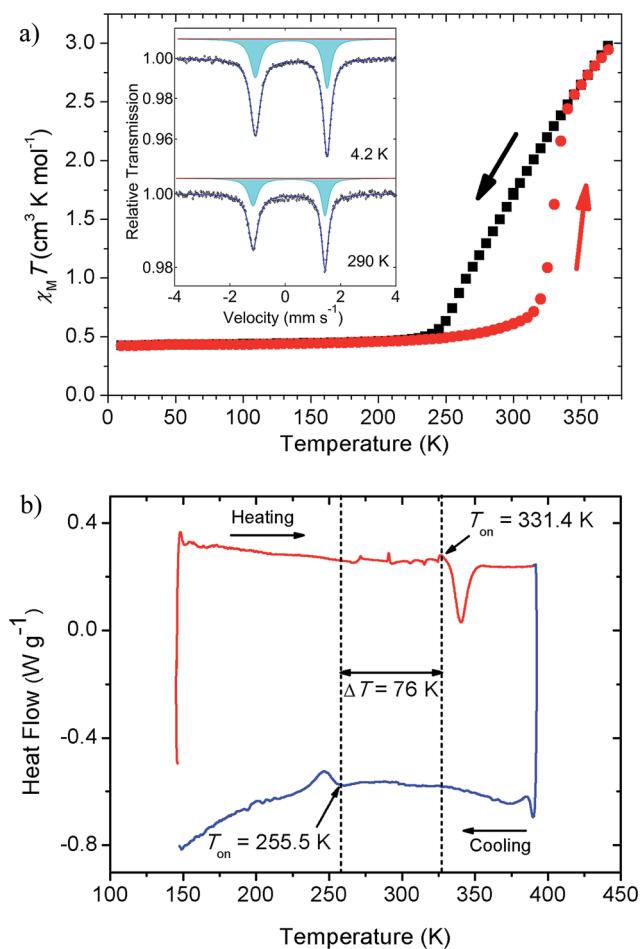 a)
3.0
2.5
2.0
1.5
1.0
0.5
0.0
χM T (cm³ K mol⁻¹)
0 50 100 150 200 250 300 350 400
Temperature (K)
Relative Transmission
1.00
0.98
0.96
4.2 K
1.00
0.98
290 K
-4 -2 0 2 4
Velocity (mm s⁻¹)
b)
0.4
0.0
-0.4
-0.8
Heat Flow (W g⁻¹)
Heating
Ton = 331.4 K
ΔT = 76 K
Ton = 255.5 K
Cooling
100 150 200 250 300 350 400 450
Temperature (K)